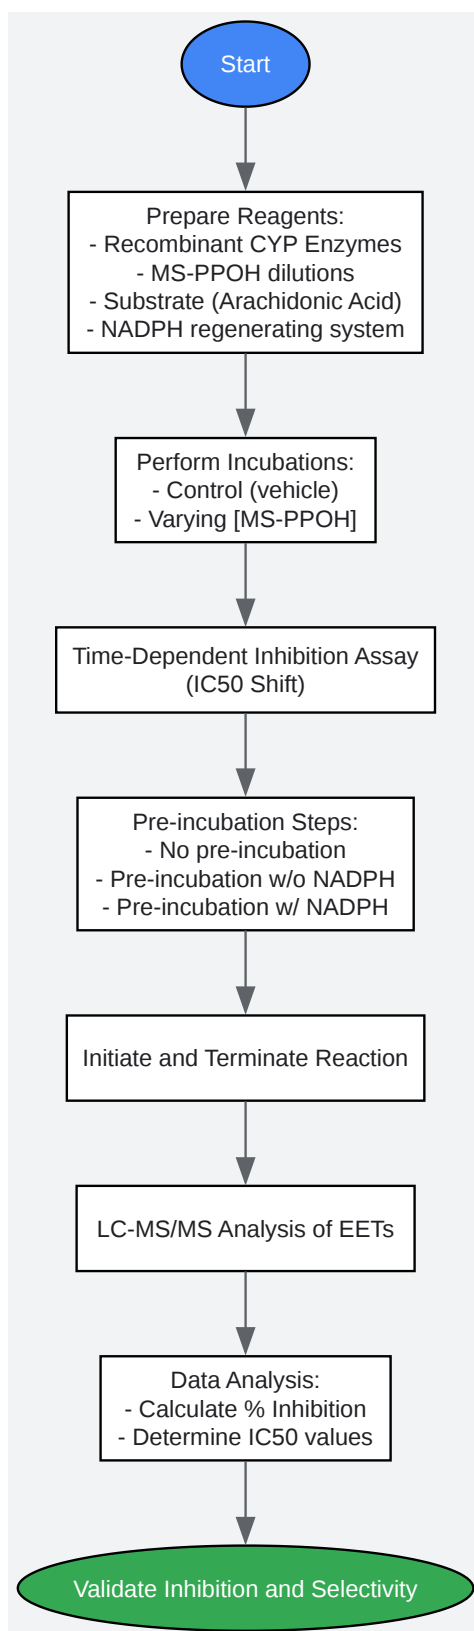 Start
Prepare Reagents:
- Recombinant CYP Enzymes
- MS-PPOH dilutions
- Substrate (Arachidonic Acid)
- NADPH regenerating system
Perform Incubations:
- Control (vehicle)
- Varying [MS-PPOH]
Time-Dependent Inhibition Assay
(IC50 Shift)
Pre-incubation Steps:
- No pre-incubation
- Pre-incubation w/o NADPH
- Pre-incubation w/ NADPH
Initiate and Terminate Reaction
LC-MS/MS Analysis of EETs
Data Analysis:
- Calculate % Inhibition
- Determine IC50 values
Validate Inhibition and Selectivity